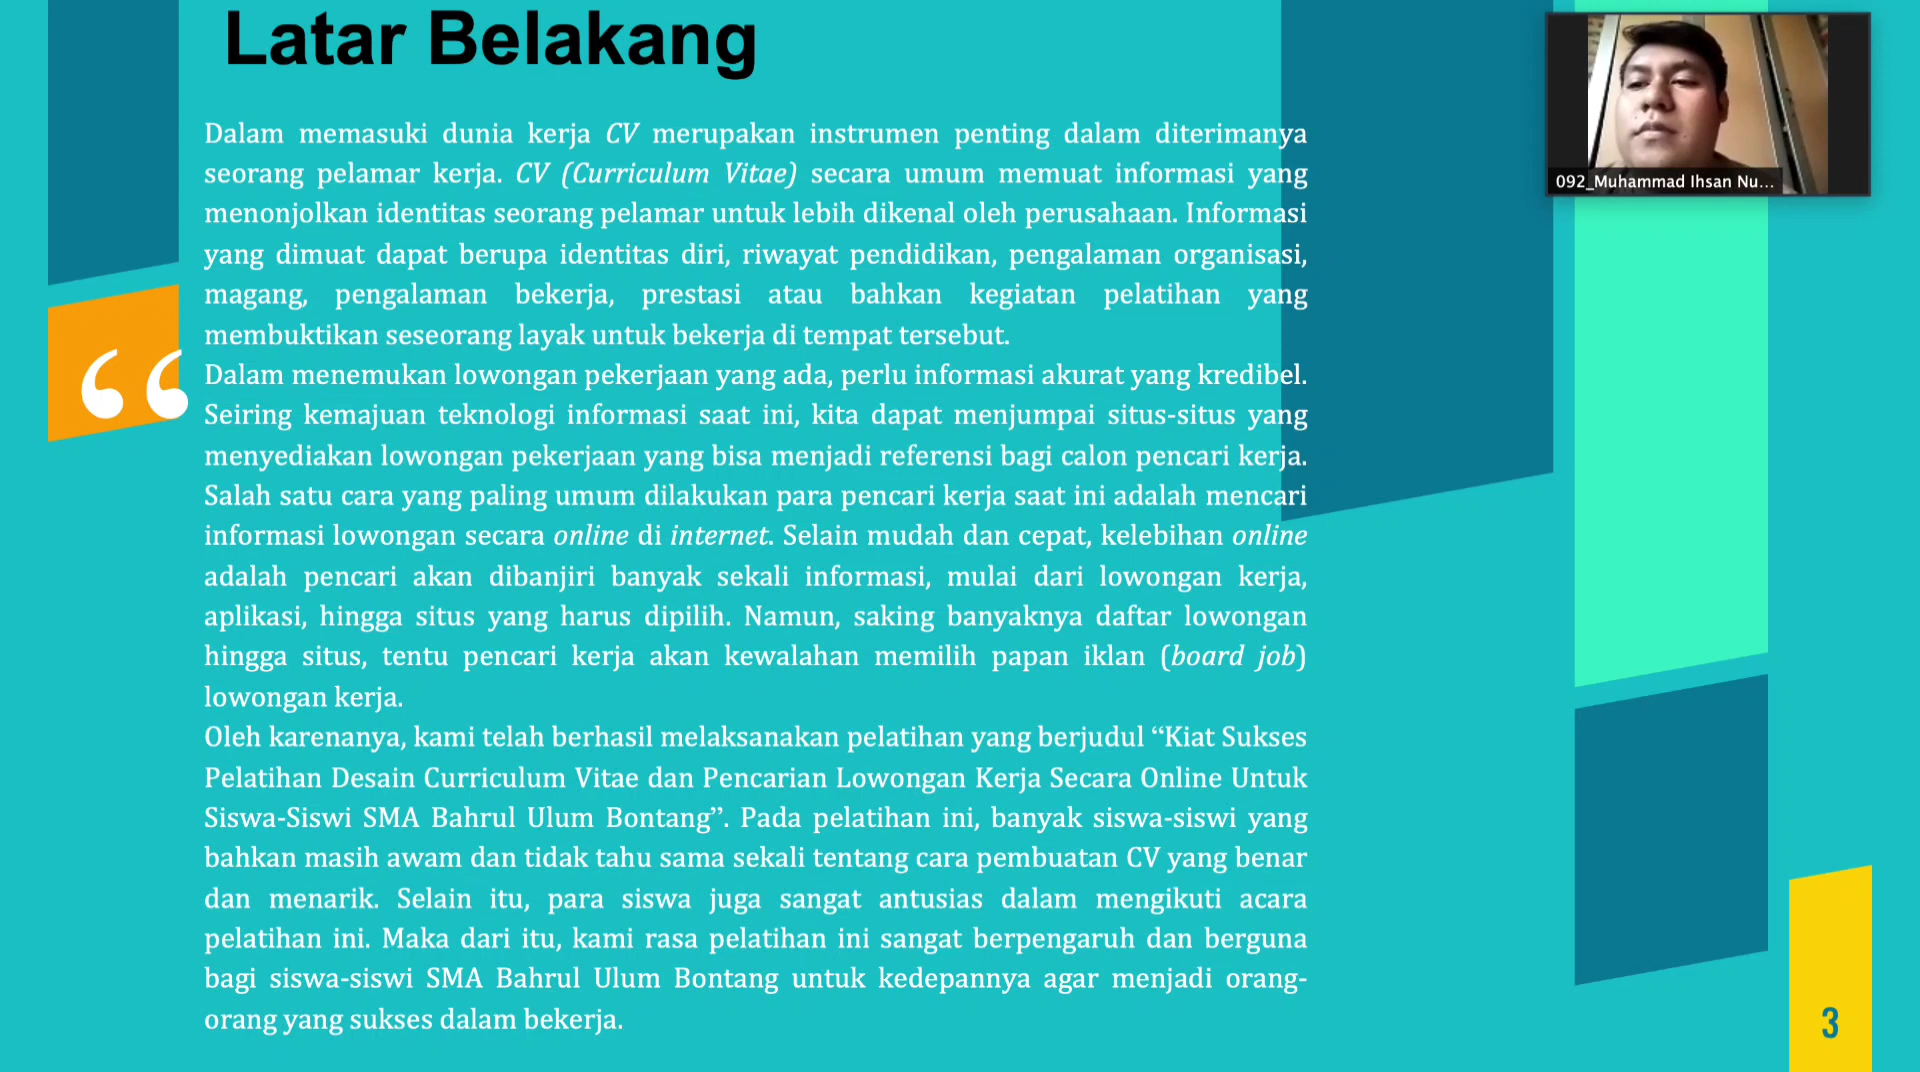 Latar Belakang
Dalam memasuki dunia kerja CV merupakan instrumen penting dalam diterimanya
seorang pelamar kerja. CV (Curriculum Vitae) secara umum memuat informasi yang
menonjolkan identitas seorang pelamar untuk lebih dikenal oleh perusahaan. Informasi
yang dimuat dapat berupa identitas diri, riwayat pendidikan, pengalaman organisasi,
magang, pengalaman bekerja, prestasi atau bahkan kegiatan pelatihan yang
membuktikan seseorang layak untuk bekerja di tempat tersebut.
Dalam menemukan lowongan pekerjaan yang ada, perlu informasi akurat yang kredibel.
Seiring kemajuan teknologi informasi saat ini, kita dapat menjumpai situs-situs yang
menyediakan lowongan pekerjaan yang bisa menjadi referensi bagi calon pencari kerja.
Salah satu cara yang paling umum dilakukan para pencari kerja saat ini adalah mencari
informasi lowongan secara online di internet. Selain mudah dan cepat, kelebihan online
adalah pencari akan dibanjiri banyak sekali informasi, mulai dari lowongan kerja,
aplikasi, hingga situs yang harus dipilih. Namun, saking banyaknya daftar lowongan
hingga situs, tentu pencari kerja akan kewalahan memilih papan iklan (board job)
lowongan kerja.
Oleh karenanya, kami telah berhasil melaksanakan pelatihan yang berjudul “Kiat Sukses
Pelatihan Desain Curriculum Vitae dan Pencarian Lowongan Kerja Secara Online Untuk
Siswa-Siswi SMA Bahrul Ulum Bontang”. Pada pelatihan ini, banyak siswa-siswi yang
bahkan masih awam dan tidak tahu sama sekali tentang cara pembuatan CV yang benar
dan menarik. Selain itu, para siswa juga sangat antusias dalam mengikuti acara
pelatihan ini. Maka dari itu, kami rasa pelatihan ini sangat berpengaruh dan berguna
bagi siswa-siswi SMA Bahrul Ulum Bontang untuk kedepannya agar menjadi orang-
orang yang sukses dalam bekerja.
092_Muhammad Ihsan Nu...
3